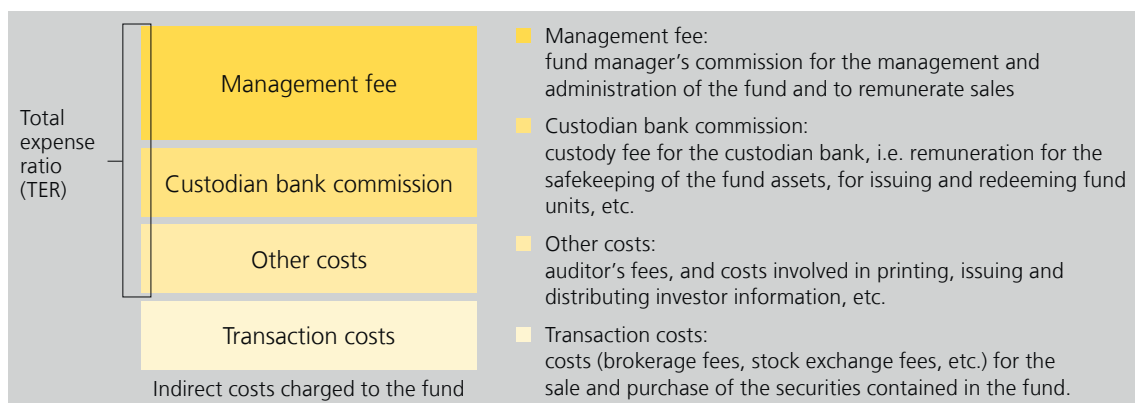 Total
expense
ratio
(TER)
Management fee
Custodian bank commission
Other costs
Transaction costs
Indirect costs charged to the fund
Management fee:
fund manager’s commission for the management and
administration of the fund and to remunerate sales
Custodian bank commission:
custody fee for the custodian bank, i.e. remuneration for the
safekeeping of the fund assets, for issuing and redeeming fund
units, etc.
Other costs:
auditor’s fees, and costs involved in printing, issuing and
distributing investor information, etc.
Transaction costs:
costs (brokerage fees, stock exchange fees, etc.) for the
sale and purchase of the securities contained in the fund.